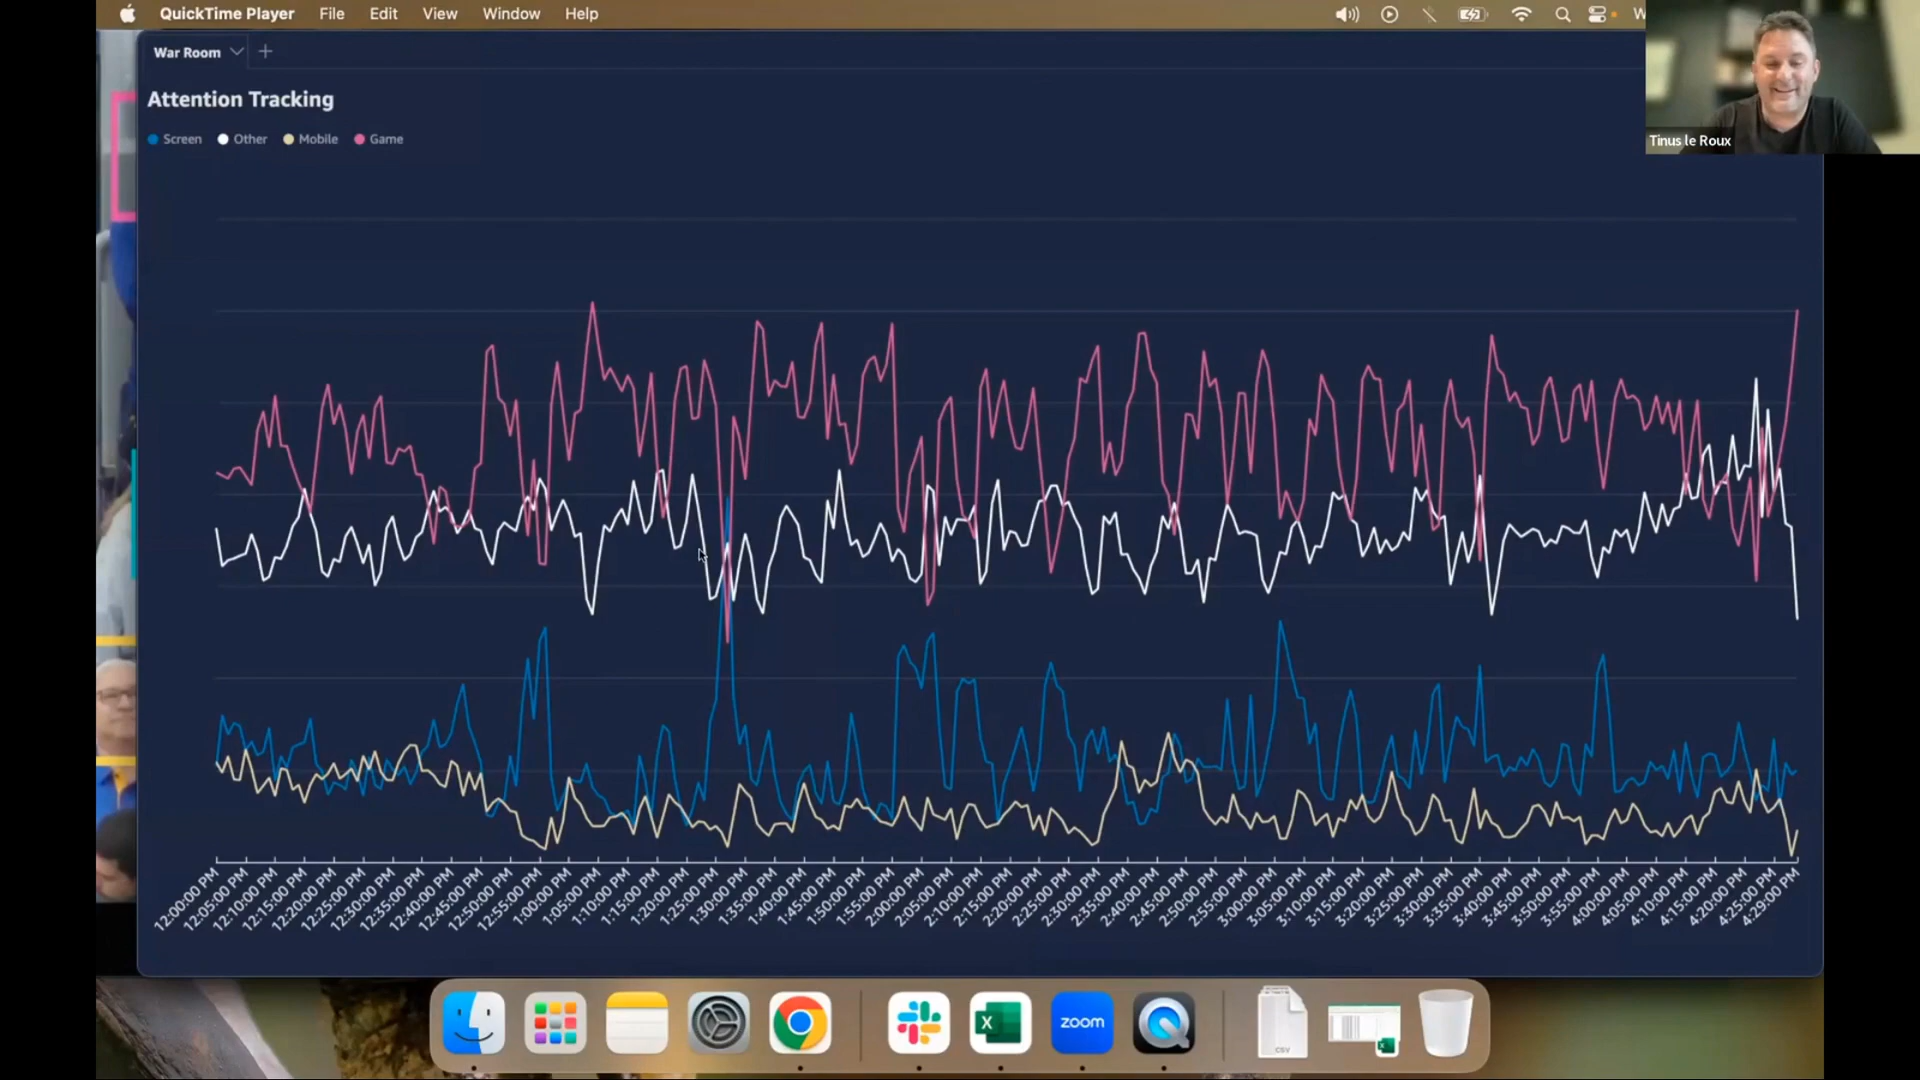 QuickTime Player File Edit View Window Help W
War Room
Attention Tracking
Screen Other Mobile Game
Tinus le Roux
12:00:00 PM
12:05:00 PM
12:10:00 PM
12:15:00 PM
12:20:00 PM
12:25:00 PM
12:30:00 PM
12:35:00 PM
12:40:00 PM
12:45:00 PM
12:50:00 PM
12:55:00 PM
1:00:00 PM
1:05:00 PM
1:10:00 PM
1:15:00 PM
1:20:00 PM
1:25:00 PM
1:30:00 PM
1:35:00 PM
1:40:00 PM
1:45:00 PM
1:50:00 PM
1:55:00 PM
2:00:00 PM
2:05:00 PM
2:10:00 PM
2:15:00 PM
2:20:00 PM
2:25:00 PM
2:30:00 PM
2:35:00 PM
2:40:00 PM
2:45:00 PM
2:50:00 PM
2:55:00 PM
3:00:00 PM
3:05:00 PM
3:10:00 PM
3:15:00 PM
3:20:00 PM
3:25:00 PM
3:30:00 PM
3:35:00 PM
3:40:00 PM
3:45:00 PM
3:50:00 PM
3:55:00 PM
4:00:00 PM
4:05:00 PM
4:10:00 PM
4:15:00 PM
4:20:00 PM
4:25:00 PM
4:29:00 PM
X
zoom
CSV